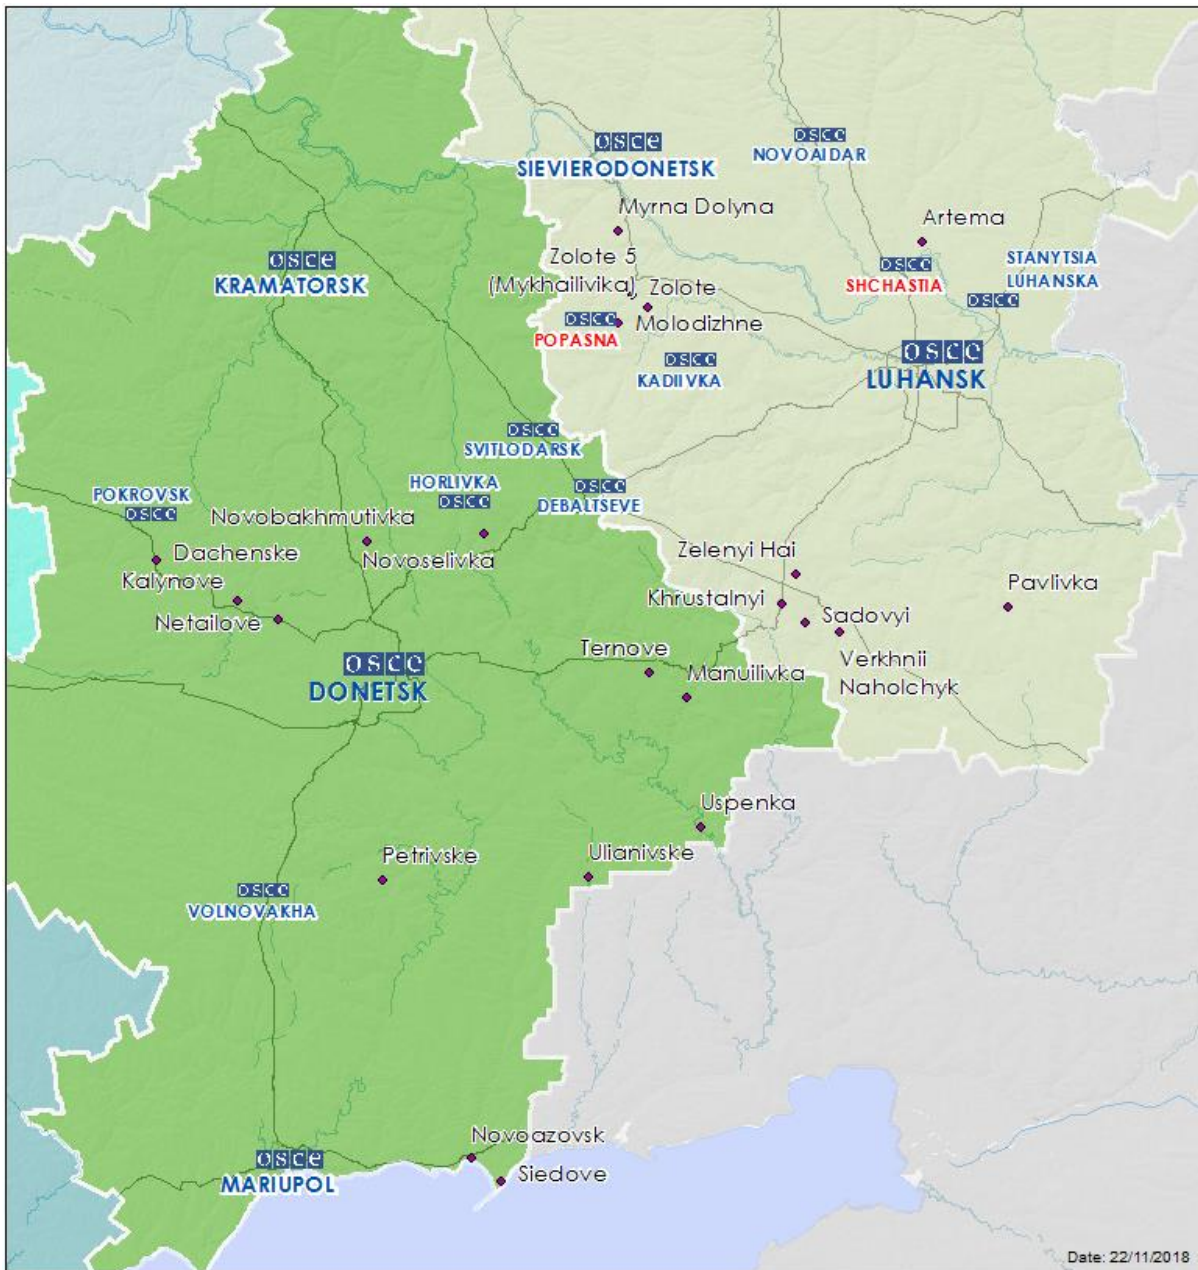 osce
SIEVIERODONETSK
osce
NOVOAIDAR
Myrna Dolyna
Artema
osce
KRAMATORSK
Zolote 5
(Mykhailivika)
Zolote
Molodizhne
osce
POPASNA
osce
SHCHASTIA
STANYTSIA
LUHANSKA
osce
osce
KADIIVKA
osce
LUHANSK
osce
SVITLODARSK
HORLIVKA
osce
osce
DEBALTSEVE
POKROVSK
osce
Novobakhmutivka
Novoselivka
Dachenske
Kalynove
Netailove
Zelenyi Hai
Khrustalnyi
Sadovyi
Verkhnii
Naholchyk
Pavlivka
Ternove
Manuilivka
osce
DONETSK
Uspenka
Ulianivske
Petrivske
osce
VOLNOVAKHA
Novoazovsk
Siedove
osce
MARIUPOL
Date: 22/11/2018